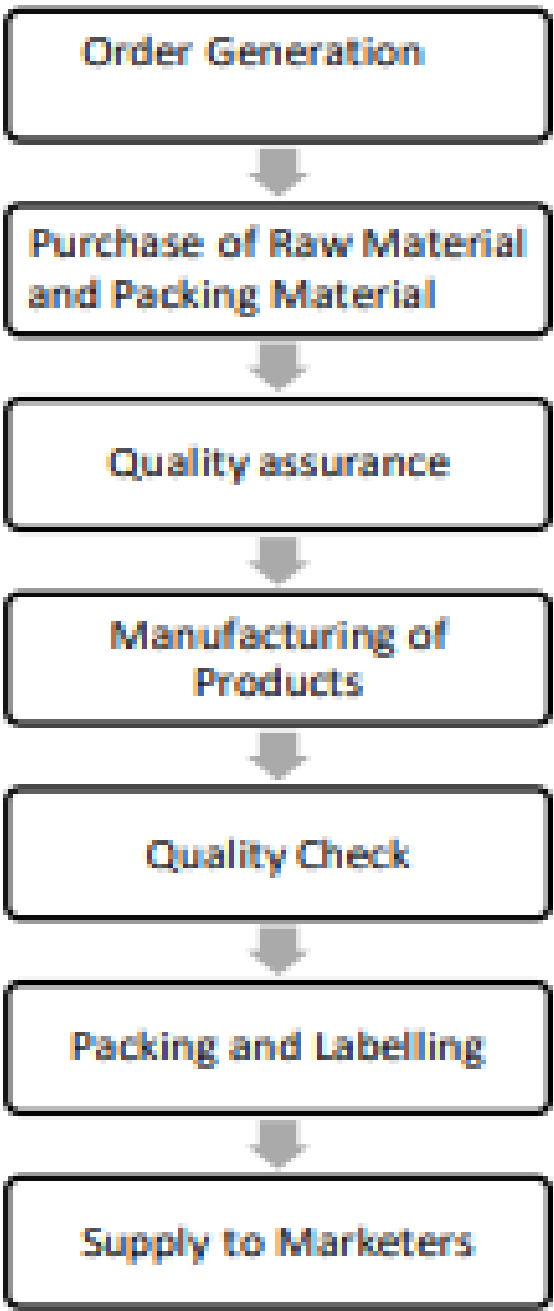 Order Generation
Purchase of Raw Material
and Packing Material
Quality assurance
Manufacturing of
Products
Quality Check
Packing and Labelling
Supply to Marketers